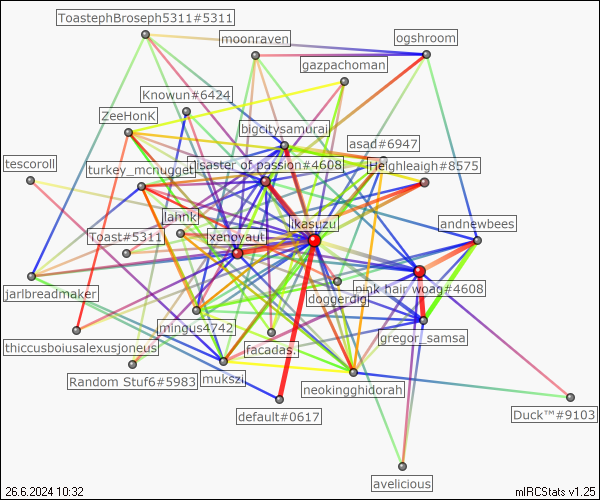 ToastephBroseph5311#5311
moonraven
ogshroom
gazpachoman
Knowun#6424
ZeeHonK
bigcitysamurai
asad#6947
tescoroll
turkey_mcnugget
disaster of passion#4608
Heighleagh#8575
lahnk
ikasuzu
andnewbees
Toast#5311
xenoyaut
pink hair woag#4608
jarlbreadmaker
doggerdig
mingus4742
gregor_samsa
thiccusboiusalexusjoneus
facadas.
Random Stuf6#5983
mukszi
neokingghidorah
default#0617
Duck™#9103
avelicious
26.6.2024 10:32
mIRCStats v1.25